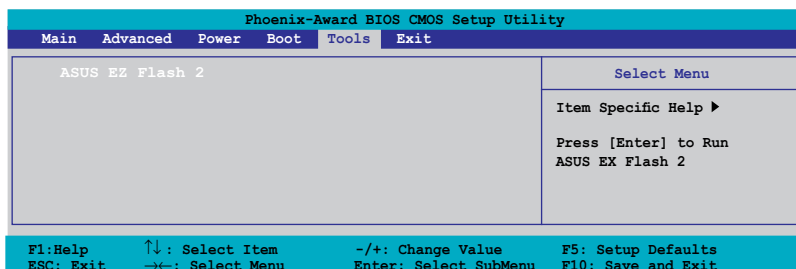 Phoenix-Award BIOS CMOS Setup Utility
Main Advanced Power Boot Tools Exit
ASUS EZ Flash 2
Select Menu
Item Specific Help ▶
Press [Enter] to Run
ASUS EX Flash 2
F1:Help ↑↓ : Select Item -/+: Change Value F5: Setup Defaults
ESC: Exit →←: Select Menu Enter: Select SubMenu F10: Save and Exit